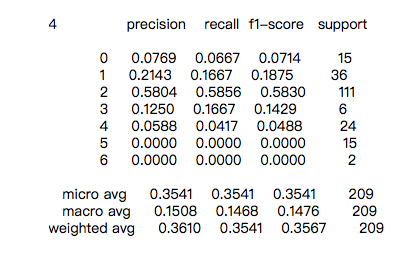 4 precision recall f1-score support
0 0.0769 0.0667 0.0714 15
1 0.2143 0.1667 0.1875 36
2 0.5804 0.5856 0.5830 111
3 0.1250 0.1667 0.1429 6
4 0.0588 0.0417 0.0488 24
5 0.0000 0.0000 0.0000 15
6 0.0000 0.0000 0.0000 2
micro avg 0.3541 0.3541 0.3541 209
macro avg 0.1508 0.1468 0.1476 209
weighted avg 0.3610 0.3541 0.3567 209